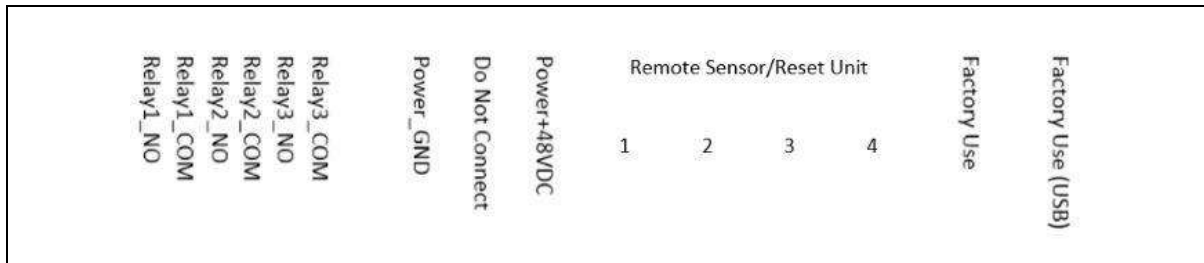 Relay1_NO
Relay1_COM
Relay2_NO
Relay2_COM
Relay3_NO
Relay3_COM
Power_GND
Do Not Connect
Power+48VDC
Remote Sensor/Reset Unit
1 2 3 4
Factory Use
Factory Use (USB)